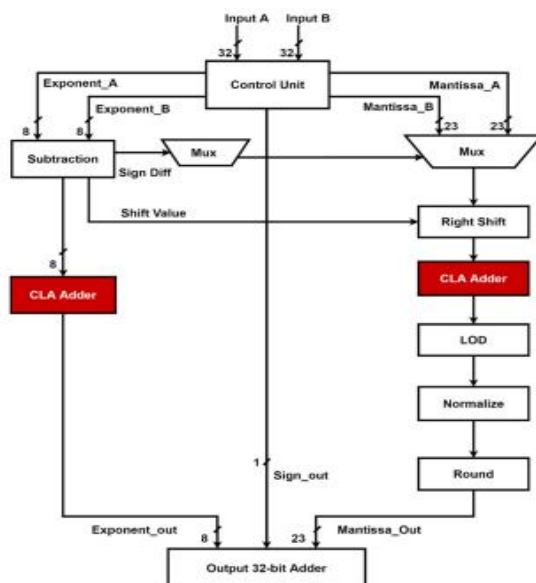 Input A Input B
32 32
Exponent_A Control Unit Mantissa_A
Exponent_B Mantissa_B
8 8 23 23
Subtraction Mux Mux
Sign Diff
Shift Value Right Shift
8
CLA Adder CLA Adder
LOD
Normalize
1 Round
Sign_out
Exponent_out Mantissa_Out
8 23
Output 32-bit Adder